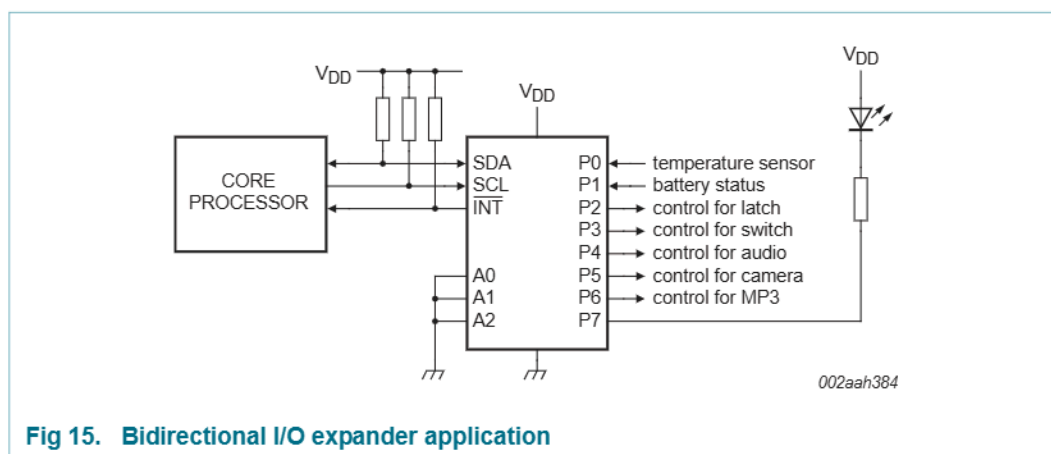 VDD
VDD
VDD
CORE
PROCESSOR
SDA
SCL
INT
A0
A1
A2
P0
P1
P2
P3
P4
P5
P6
P7
temperature sensor
battery status
control for latch
control for switch
control for audio
control for camera
control for MP3
002aah384
Fig 15. Bidirectional I/O expander application